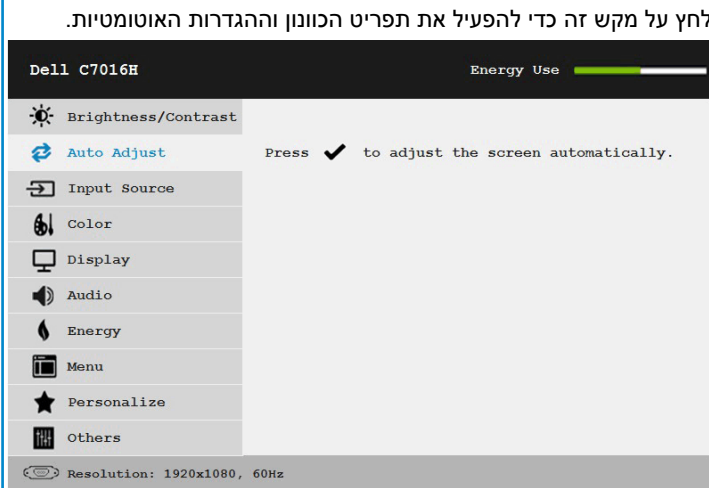 לחץ על מקש זה כדי להפעיל את תפריט הכוונון וההגדרות האוטומטיות.
Dell C7016H Energy Use
Brightness/Contrast
Auto Adjust Press ✔ to adjust the screen automatically.
Input Source
Color
Display
Audio
Energy
Menu
Personalize
Others
Resolution: 1920x1080, 60Hz